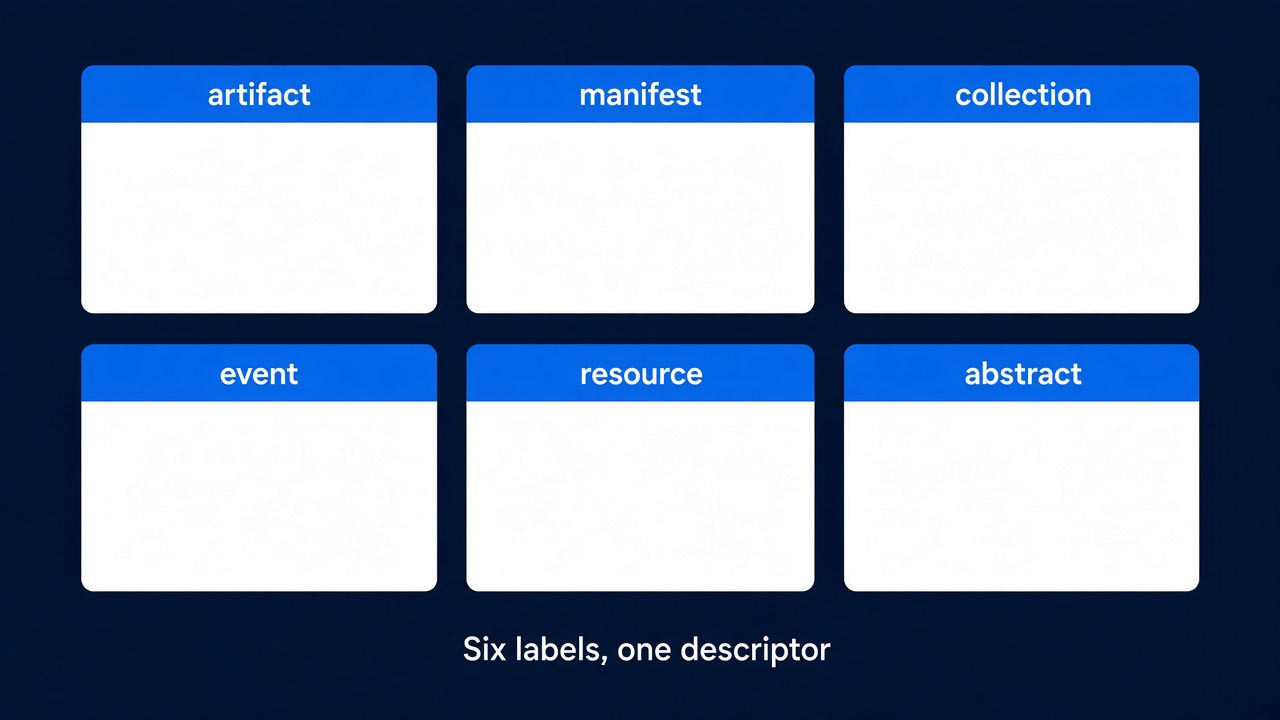 artifact
manifest
collection
event
resource
abstract
Six labels, one descriptor